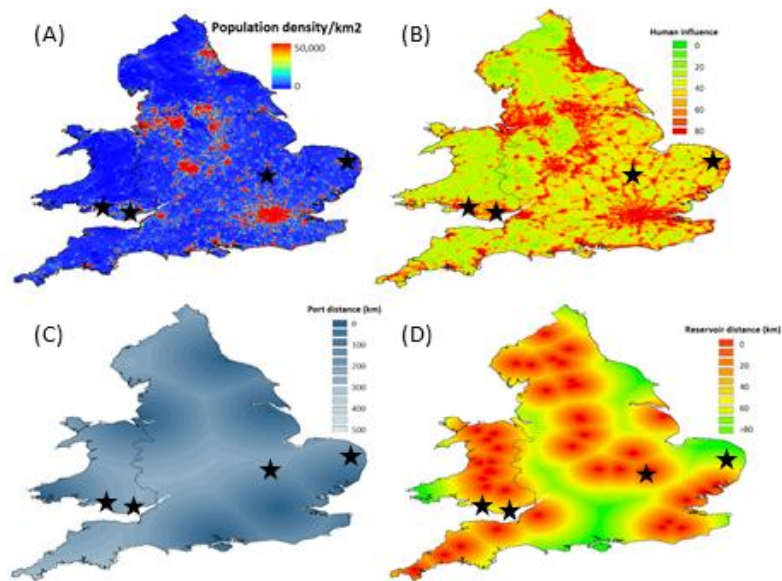 (A)
Population density/km2
50,000
0
(B)
Human influence
0
20
40
60
80
(C)
Port distance (km)
0
100
200
300
400
500
(D)
Reservoir distance (km)
0
20
40
60
>80